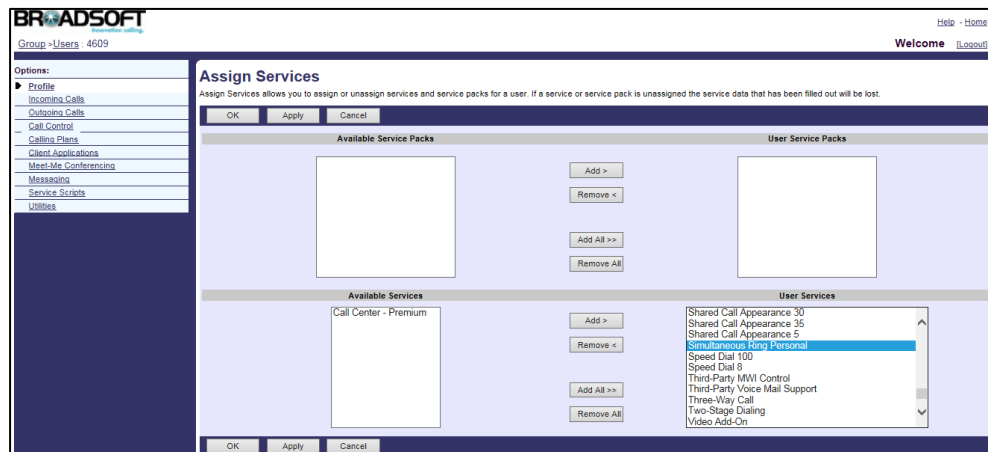 BROADSOFT
Innovation calling.
Help - Home
Group >Users : 4609
Welcome [Logout]
Options:
Profile
Incoming Calls
Outgoing Calls
Call Control
Calling Plans
Client Applications
Meet-Me Conferencing
Messaging
Service Scripts
Utilities
Assign Services
Assign Services allows you to assign or unassign services and service packs for a user. If a service or service pack is unassigned the service data that has been filled out will be lost.
OK Apply Cancel
Available Service Packs User Service Packs
Add >
Remove <
Add All >>
Remove All
Available Services User Services
Call Center - Premium
Add >
Remove <
Add All >>
Remove All
Shared Call Appearance 30
Shared Call Appearance 35
Shared Call Appearance 5
Simultaneous Ring Personal
Speed Dial 100
Speed Dial 8
Third-Party MWI Control
Third-Party Voice Mail Support
Three-Way Call
Two-Stage Dialing
Video Add-On
OK Apply Cancel